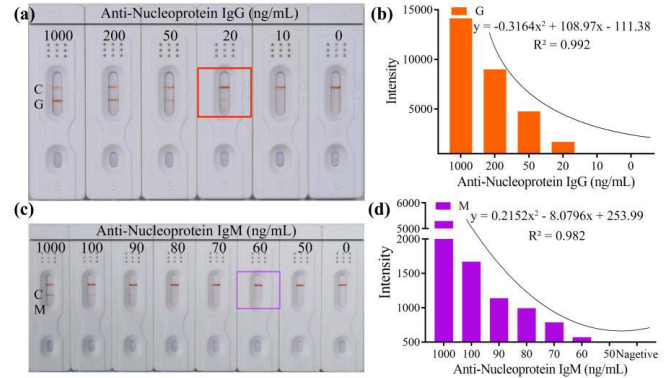 (a)
Anti-Nucleoprotein IgG (ng/mL)
1000 200 50 20 10 0
C
G
S S S S S S
(b)
G
y = -0.3164x² + 108.97x - 111.38
R² = 0.992
Intensity
15000
10000
5000
1000 200 50 20 10 0
Anti-Nucleoprotein IgG (ng/mL)
(c)
Anti-Nucleoprotein IgM (ng/mL)
1000 100 90 80 70 60 50 0
C
M
(d)
M
y = 0.2152x² - 8.0796x + 253.99
R² = 0.982
Intensity
6000
5000
2000
1500
1000
500
1000 100 90 80 70 60 50 Nagetive
Anti-Nucleoprotein IgM (ng/mL)